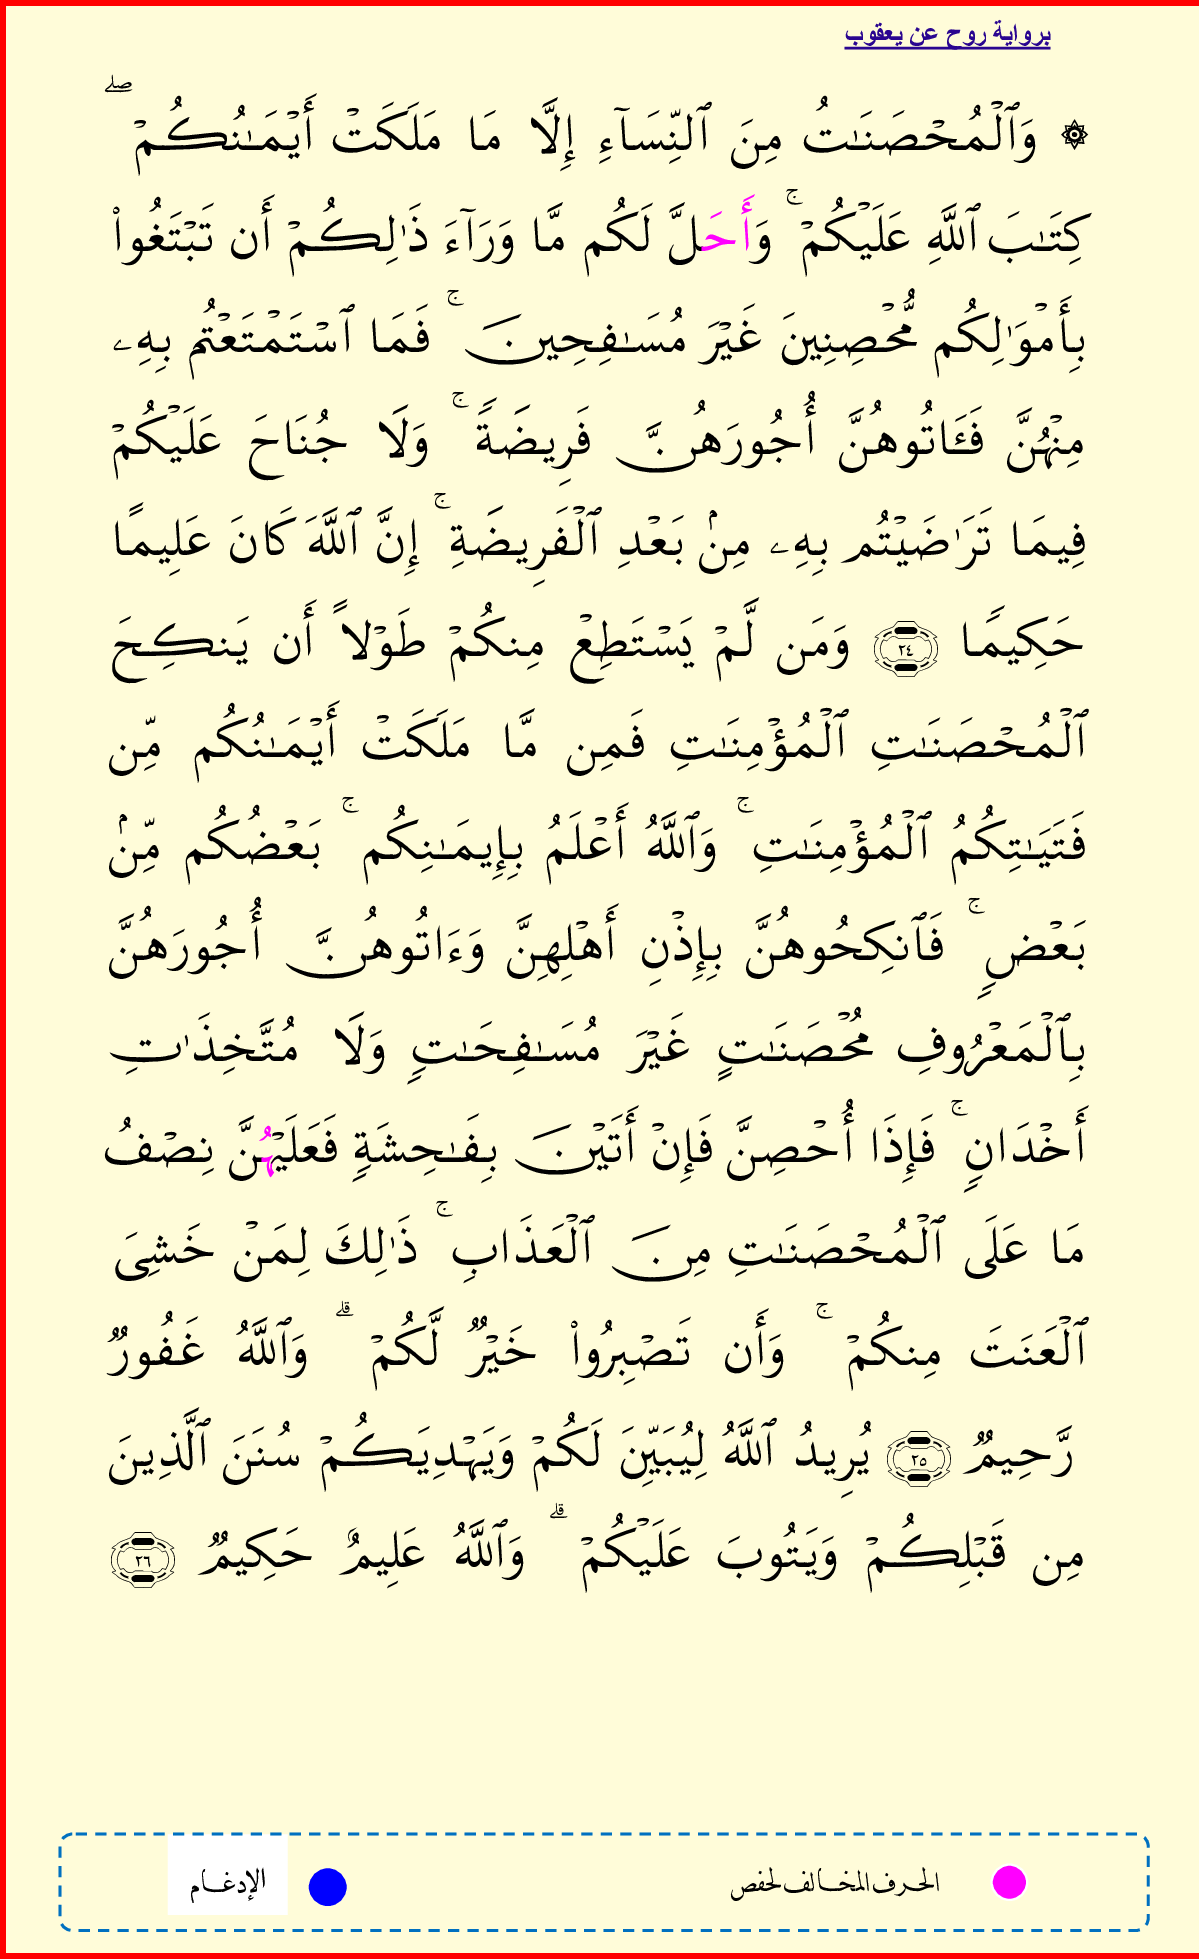 برواية روح عن يعقوب
۞ وَٱلْمُحْصَنَـٰتُ مِنَ ٱلنِّسَآءِ إِلَّا مَا مَلَكَتْ أَيْمَـٰنُكُمْ ۖ
كِتَـٰبَ ٱللَّهِ عَلَيْكُمْ ۚ وَأَحَلَّ لَكُم مَّا وَرَآءَ ذَٰلِكُمْ أَن تَبْتَغُوا۟
بِأَمْوَٰلِكُم مُّحْصِنِينَ غَيْرَ مُسَـٰفِحِينَ ۚ فَمَا ٱسْتَمْتَعْتُم بِهِۦ
مِنْهُنَّ فَـَٔاتُوهُنَّ أُجُورَهُنَّ فَرِيضَةً ۚ وَلَا جُنَاحَ عَلَيْكُمْ
فِيمَا تَرَٰضَيْتُم بِهِۦ مِنۢ بَعْدِ ٱلْفَرِيضَةِ ۚ إِنَّ ٱللَّهَ كَانَ عَلِيمًا
حَكِيمًا ٢٤ وَمَن لَّمْ يَسْتَطِعْ مِنكُمْ طَوْلًا أَن يَنكِحَ
ٱلْمُحْصَنَـٰتِ ٱلْمُؤْمِنَـٰتِ فَمِن مَّا مَلَكَتْ أَيْمَـٰنُكُم مِّن
فَتَيَـٰتِكُمُ ٱلْمُؤْمِنَـٰتِ ۚ وَٱللَّهُ أَعْلَمُ بِإِيمَـٰنِكُم ۚ بَعْضُكُم مِّنۢ
بَعْضٍ ۚ فَٱنكِحُوهُنَّ بِإِذْنِ أَهْلِهِنَّ وَءَاتُوهُنَّ أُجُورَهُنَّ
بِٱلْمَعْرُوفِ مُحْصَنَـٰتٍ غَيْرَ مُسَـٰفِحَـٰتٍ وَلَا مُتَّخِذَٰتِ
أَخْدَانٍ ۚ فَإِذَا أُحْصِنَّ فَإِنْ أَتَيْنَ بِفَـٰحِشَةٍ فَعَلَيْهُنَّ نِصْفُ
مَا عَلَى ٱلْمُحْصَنَـٰتِ مِنَ ٱلْعَذَابِ ۚ ذَٰلِكَ لِمَنْ خَشِىَ
ٱلْعَنَتَ مِنكُمْ ۚ وَأَن تَصْبِرُوا۟ خَيْرٌ لَّكُمْ ۗ وَٱللَّهُ غَفُورٌ
رَّحِيمٌ ٢٥ يُرِيدُ ٱللَّهُ لِيُبَيِّنَ لَكُمْ وَيَهْدِيَكُمْ سُنَنَ ٱلَّذِينَ
مِن قَبْلِكُمْ وَيَتُوبَ عَلَيْكُمْ ۗ وَٱللَّهُ عَلِيمٌ حَكِيمٌ ٢٦
الحرف المخالف لحفص
الإدغام